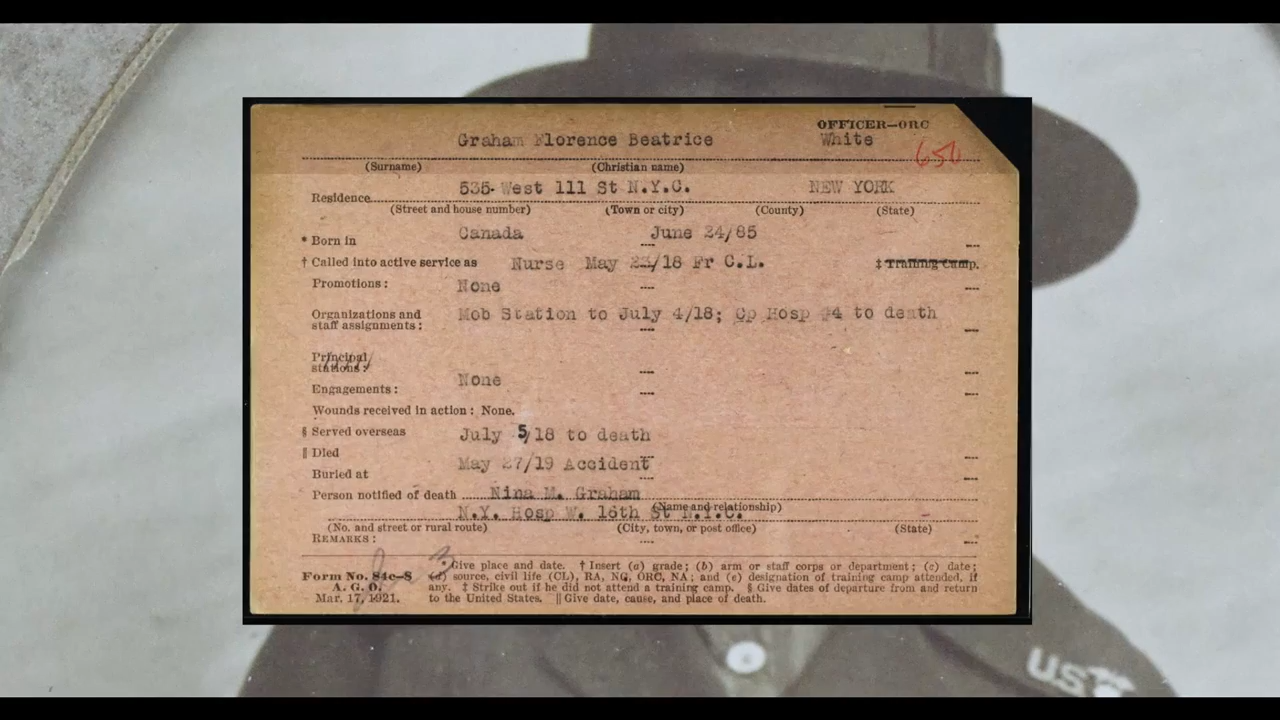 OFFICER—ORC
Graham Florence Beatrice White
650
(Surname) (Christian name)
535 West 111 St N.Y.C. NEW YORK
Residence
(Street and house number) (Town or city) (County) (State)
* Born in Canada June 24/85
† Called into active service as Nurse May 23/18 Fr C.L. ‡ Training Camp.
Promotions: None
Organizations and Mob Station to July 4/18; Cp Hosp #4 to death
staff assignments:
Principal
stations:
Engagements: None
Wounds received in action: None.
§ Served overseas July 5/18 to death
‖ Died May 27/19 Accident
Buried at
Person notified of death Nina M. Graham
(Name and relationship)
N.Y. Hosp W. 16th St N.Y.C.
(No. and street or rural route) (City, town, or post office) (State)
REMARKS:
* Give place and date. † Insert (a) grade; (b) arm or staff corps or department; (c) date;
Form No. 84c-8 (d) source, civil life (CL), RA, NG, ORC, NA; and (e) designation of training camp attended, if
A. G. O. any. ‡ Strike out if he did not attend a training camp. § Give dates of departure from and return
Mar. 17, 1921. to the United States. ‖ Give date, cause, and place of death.
U.S.